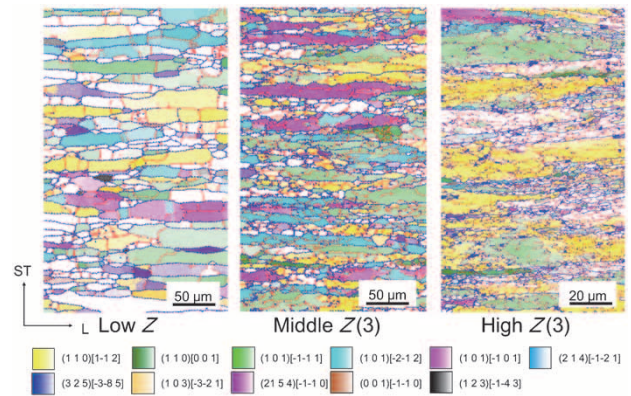 50 µm
50 µm
20 µm
ST
L
Low Z
Middle Z(3)
High Z(3)
(1 1 0)[1-1 2]
(1 1 0)[0 0 1]
(1 0 1)[-1-1 1]
(1 0 1)[-2-1 2]
(1 0 1)[-1-0 1]
(2 1 4)[-1-2 1]
(3 2 5)[-3-8 5]
(1 0 3)[-3-2 1]
(21 5 4)[-1-1 0]
(0 0 1)[-1-1 0]
(1 2 3)[-1-4 3]